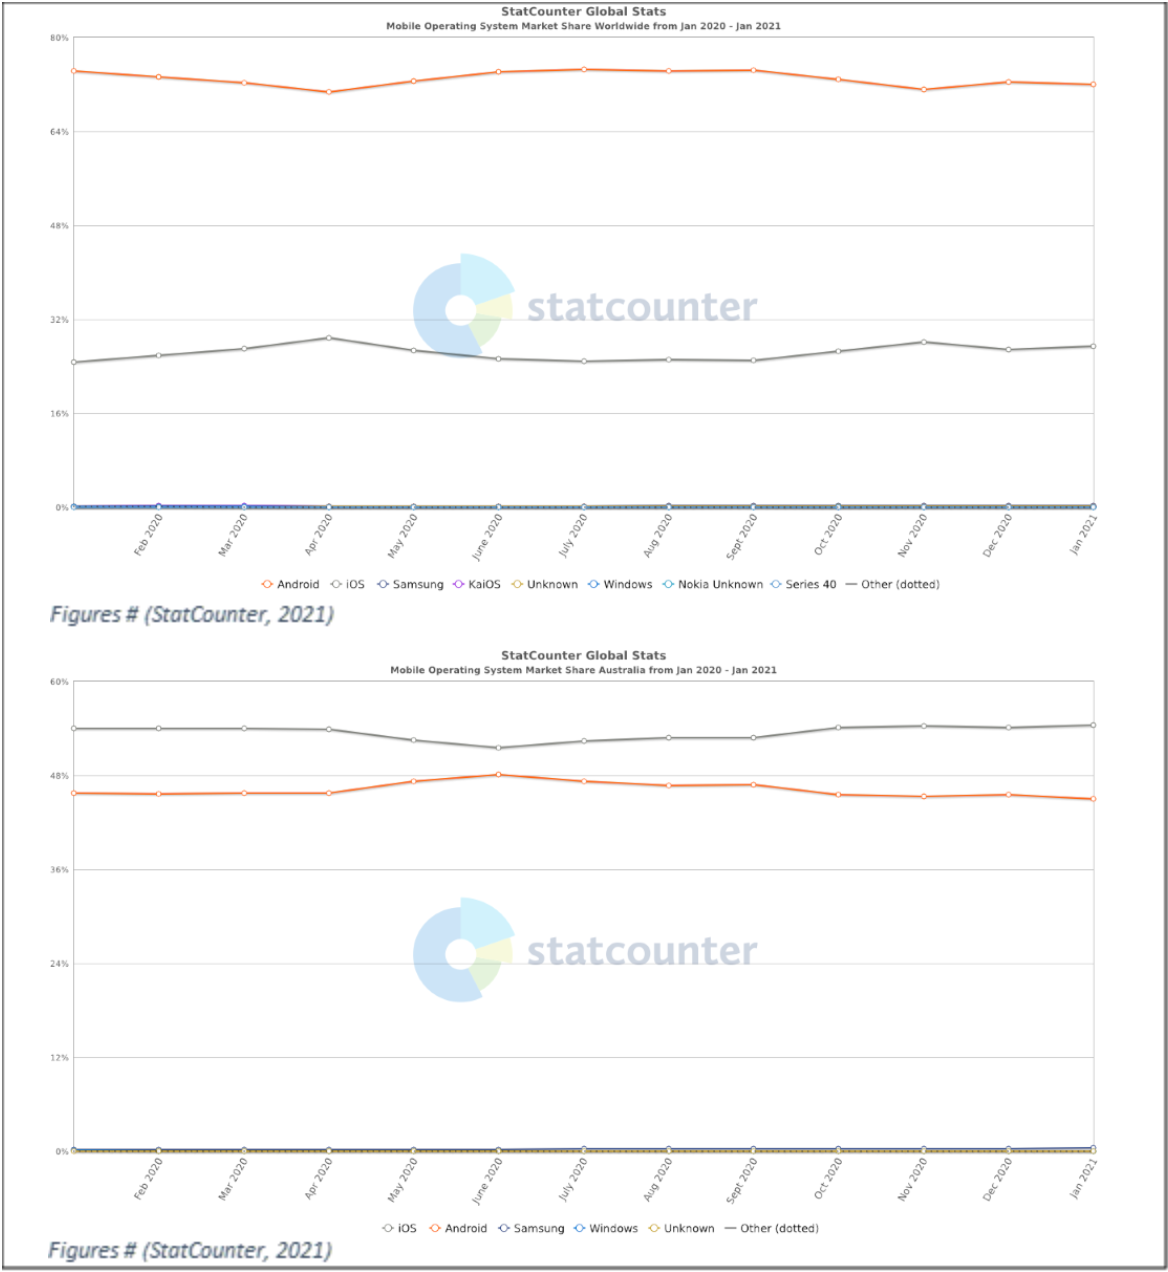 StatCounter Global Stats
Mobile Operating System Market Share Worldwide from Jan 2020 - Jan 2021
80%
64%
48%
statcounter
32%
16%
0%
Feb 2020 Mar 2020 Apr 2020 May 2020 June 2020 July 2020 Aug 2020 Sept 2020 Oct 2020 Nov 2020 Dec 2020 Jan 2021
Android iOS Samsung KaiOS Unknown Windows Nokia Unknown Series 40 Other (dotted)
Figures # (StatCounter, 2021)
StatCounter Global Stats
Mobile Operating System Market Share Australia from Jan 2020 - Jan 2021
60%
48%
36%
statcounter
24%
12%
0%
Feb 2020 Mar 2020 Apr 2020 May 2020 June 2020 July 2020 Aug 2020 Sept 2020 Oct 2020 Nov 2020 Dec 2020 Jan 2021
iOS Android Samsung Windows Unknown Other (dotted)
Figures # (StatCounter, 2021)